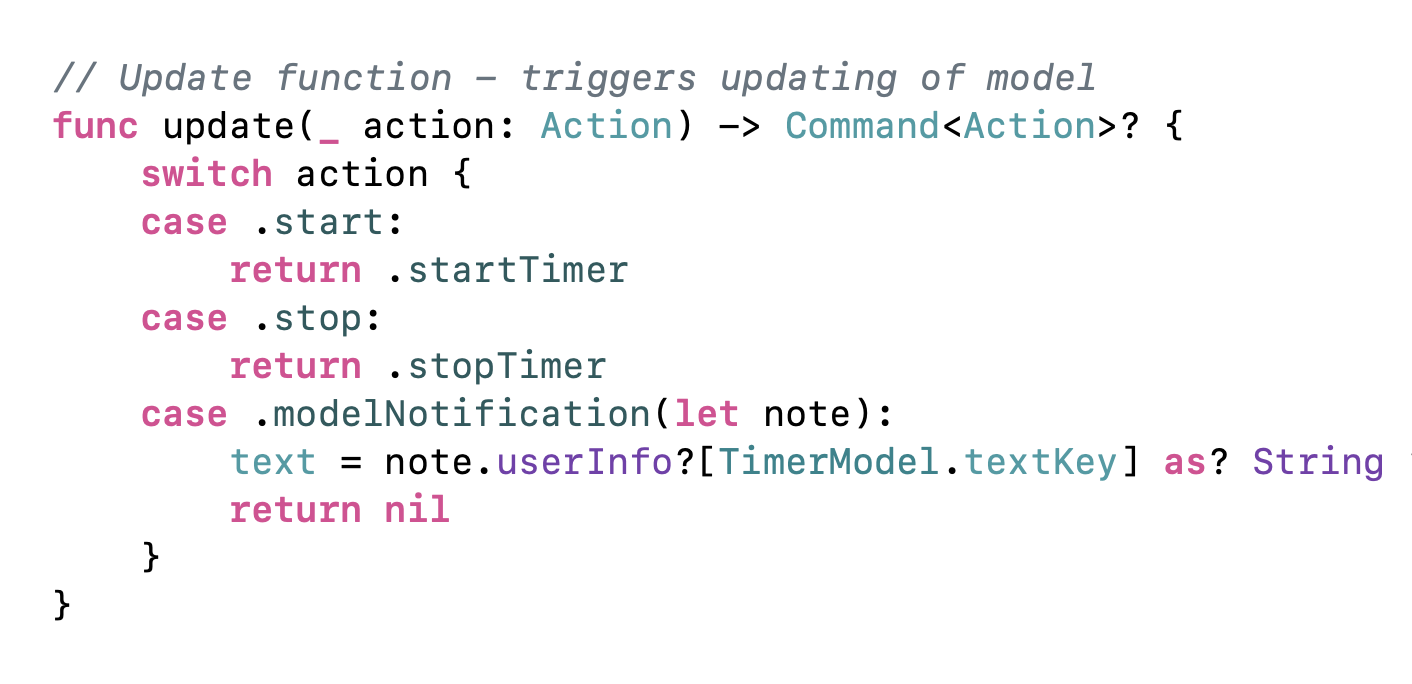 // Update function – triggers updating of model
func update(_ action: Action) -> Command<Action>? {
    switch action {
    case .start:
        return .startTimer
    case .stop:
        return .stopTimer
    case .modelNotification(let note):
        text = note.userInfo?[TimerModel.textKey] as? String
        return nil
    }
}